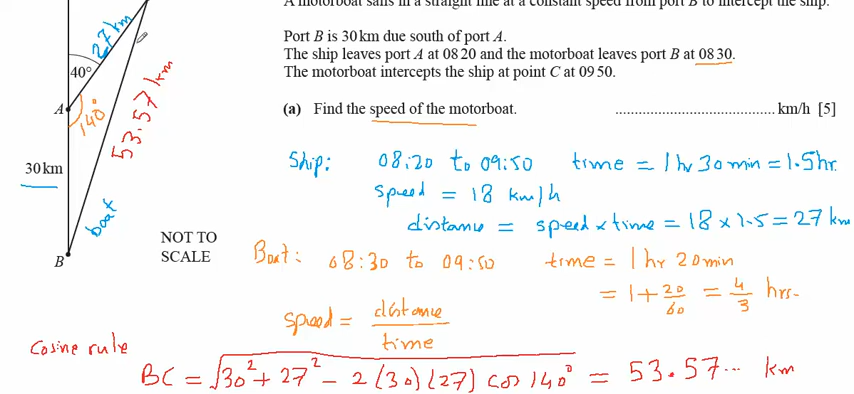 A motorboat sails in a straight line at a constant speed from port B to intercept the ship.
Port B is 30 km due south of port A.
The ship leaves port A at 08 20 and the motorboat leaves port B at 08 30.
The motorboat intercepts the ship at point C at 09 50.
(a) Find the speed of the motorboat. .......................................... km/h [5]
27 km
40°
A
140°
53.57 km
30 km
boat
B
NOT TO
SCALE
Ship: 08:20 to 09:50 time = 1 hr 30 min = 1.5 hr.
speed = 18 km/h
distance = speed × time = 18 × 1.5 = 27 km
Boat: 08:30 to 09:50 time = 1 hr 20 min
= 1 + 20/60 = 4/3 hrs.
speed = distance/time
Cosine rule
BC = √30² + 27² - 2 (30) (27) cos 140° = 53.57... km